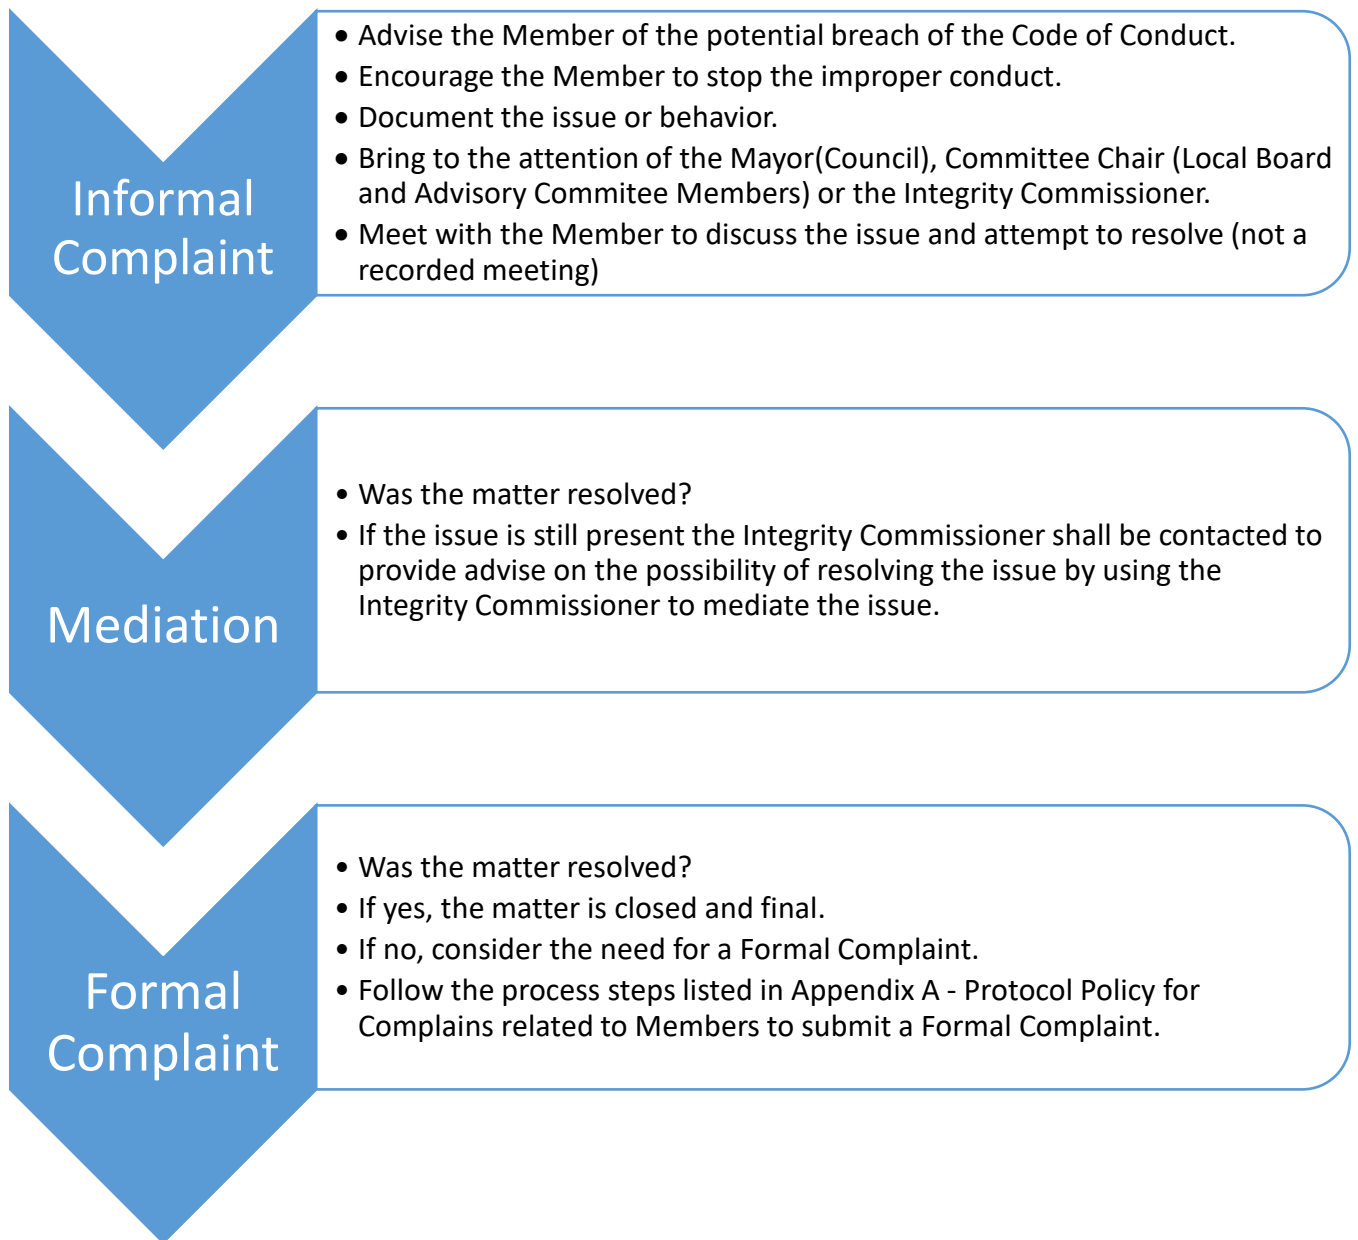 Informal
Complaint
• Advise the Member of the potential breach of the Code of Conduct.
• Encourage the Member to stop the improper conduct.
• Document the issue or behavior.
• Bring to the attention of the Mayor(Council), Committee Chair (Local Board
and Advisory Commitee Members) or the Integrity Commissioner.
• Meet with the Member to discuss the issue and attempt to resolve (not a
recorded meeting)
Mediation
• Was the matter resolved?
• If the issue is still present the Integrity Commissioner shall be contacted to
provide advise on the possibility of resolving the issue by using the
Integrity Commissioner to mediate the issue.
Formal
Complaint
• Was the matter resolved?
• If yes, the matter is closed and final.
• If no, consider the need for a Formal Complaint.
• Follow the process steps listed in Appendix A - Protocol Policy for
Complains related to Members to submit a Formal Complaint.